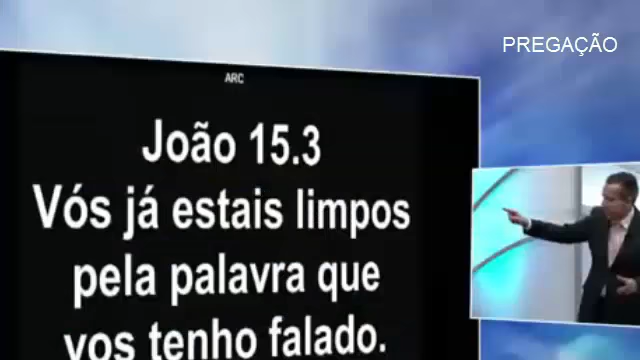 PREGAÇÃO
ARC
João 15.3
Vós já estais limpos
pela palavra que
vos tenho falado.